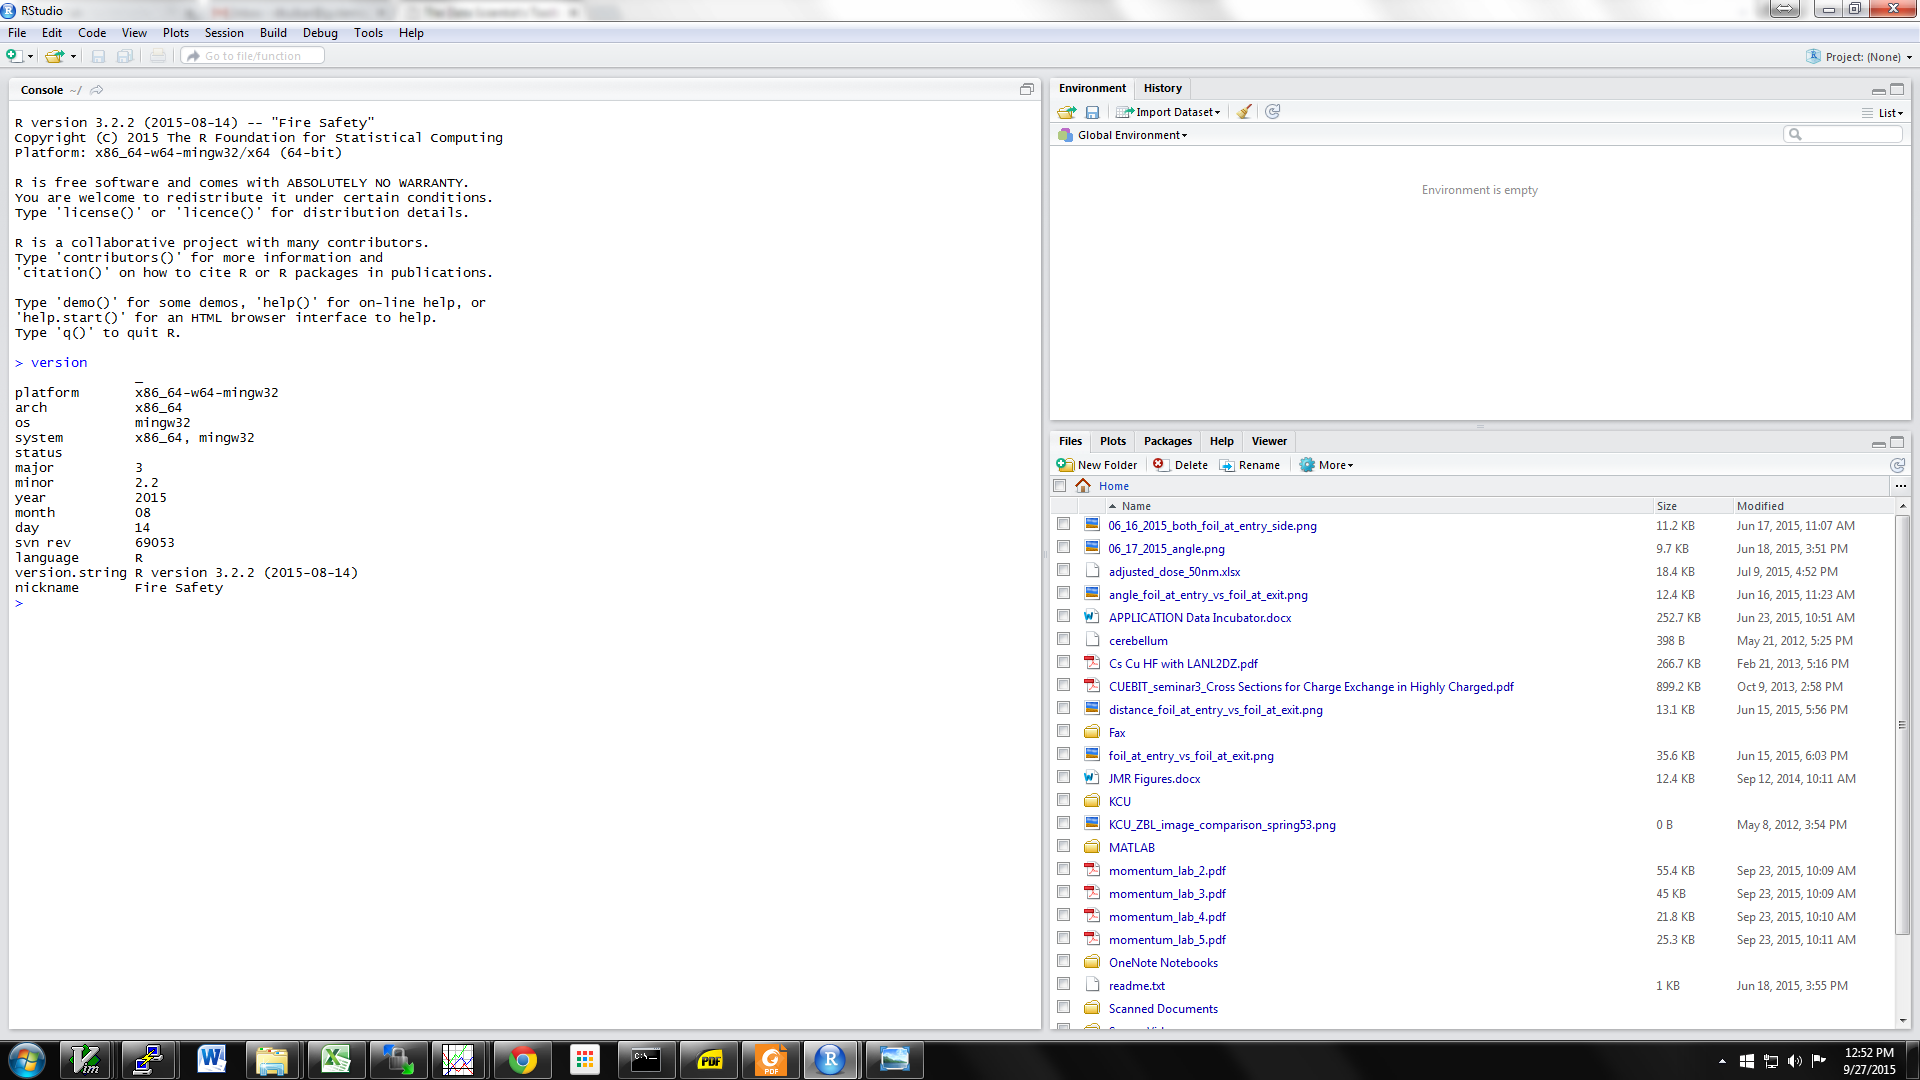 RStudio
File Edit Code View Plots Session Build Debug Tools Help
Go to file/function
Project: (None)
Console ~/
R version 3.2.2 (2015-08-14) -- "Fire Safety"
Copyright (C) 2015 The R Foundation for Statistical Computing
Platform: x86_64-w64-mingw32/x64 (64-bit)
R is free software and comes with ABSOLUTELY NO WARRANTY.
You are welcome to redistribute it under certain conditions.
Type 'license()' or 'licence()' for distribution details.
R is a collaborative project with many contributors.
Type 'contributors()' for more information and
'citation()' on how to cite R or R packages in publications.
Type 'demo()' for some demos, 'help()' for on-line help, or
'help.start()' for an HTML browser interface to help.
Type 'q()' to quit R.
> version
_
platform x86_64-w64-mingw32
arch x86_64
os mingw32
system x86_64, mingw32
status
major 3
minor 2.2
year 2015
month 08
day 14
svn rev 69053
language R
version.string R version 3.2.2 (2015-08-14)
nickname Fire Safety
>
Environment History
Import Dataset
List
Global Environment
Environment is empty
Files Plots Packages Help Viewer
New Folder Delete Rename More
Home ...
Name Size Modified
06_16_2015_both_foil_at_entry_side.png 11.2 KB Jun 17, 2015, 11:07 AM
06_17_2015_angle.png 9.7 KB Jun 18, 2015, 3:51 PM
adjusted_dose_50nm.xlsx 18.4 KB Jul 9, 2015, 4:52 PM
angle_foil_at_entry_vs_foil_at_exit.png 12.4 KB Jun 16, 2015, 11:23 AM
APPLICATION Data Incubator.docx 252.7 KB Jun 23, 2015, 10:51 AM
cerebellum 398 B May 21, 2012, 5:25 PM
Cs Cu HF with LANL2DZ.pdf 266.7 KB Feb 21, 2013, 5:16 PM
CUEBIT_seminar3_Cross Sections for Charge Exchange in Highly Charged.pdf 899.2 KB Oct 9, 2013, 2:58 PM
distance_foil_at_entry_vs_foil_at_exit.png 13.1 KB Jun 15, 2015, 5:56 PM
Fax
foil_at_entry_vs_foil_at_exit.png 35.6 KB Jun 15, 2015, 6:03 PM
JMR Figures.docx 12.4 KB Sep 12, 2014, 10:11 AM
KCU
KCU_ZBL_image_comparison_spring53.png 0 B May 8, 2012, 3:54 PM
MATLAB
momentum_lab_2.pdf 55.4 KB Sep 23, 2015, 10:09 AM
momentum_lab_3.pdf 45 KB Sep 23, 2015, 10:09 AM
momentum_lab_4.pdf 21.8 KB Sep 23, 2015, 10:10 AM
momentum_lab_5.pdf 25.3 KB Sep 23, 2015, 10:11 AM
OneNote Notebooks
readme.txt 1 KB Jun 18, 2015, 3:55 PM
Scanned Documents
12:52 PM
9/27/2015